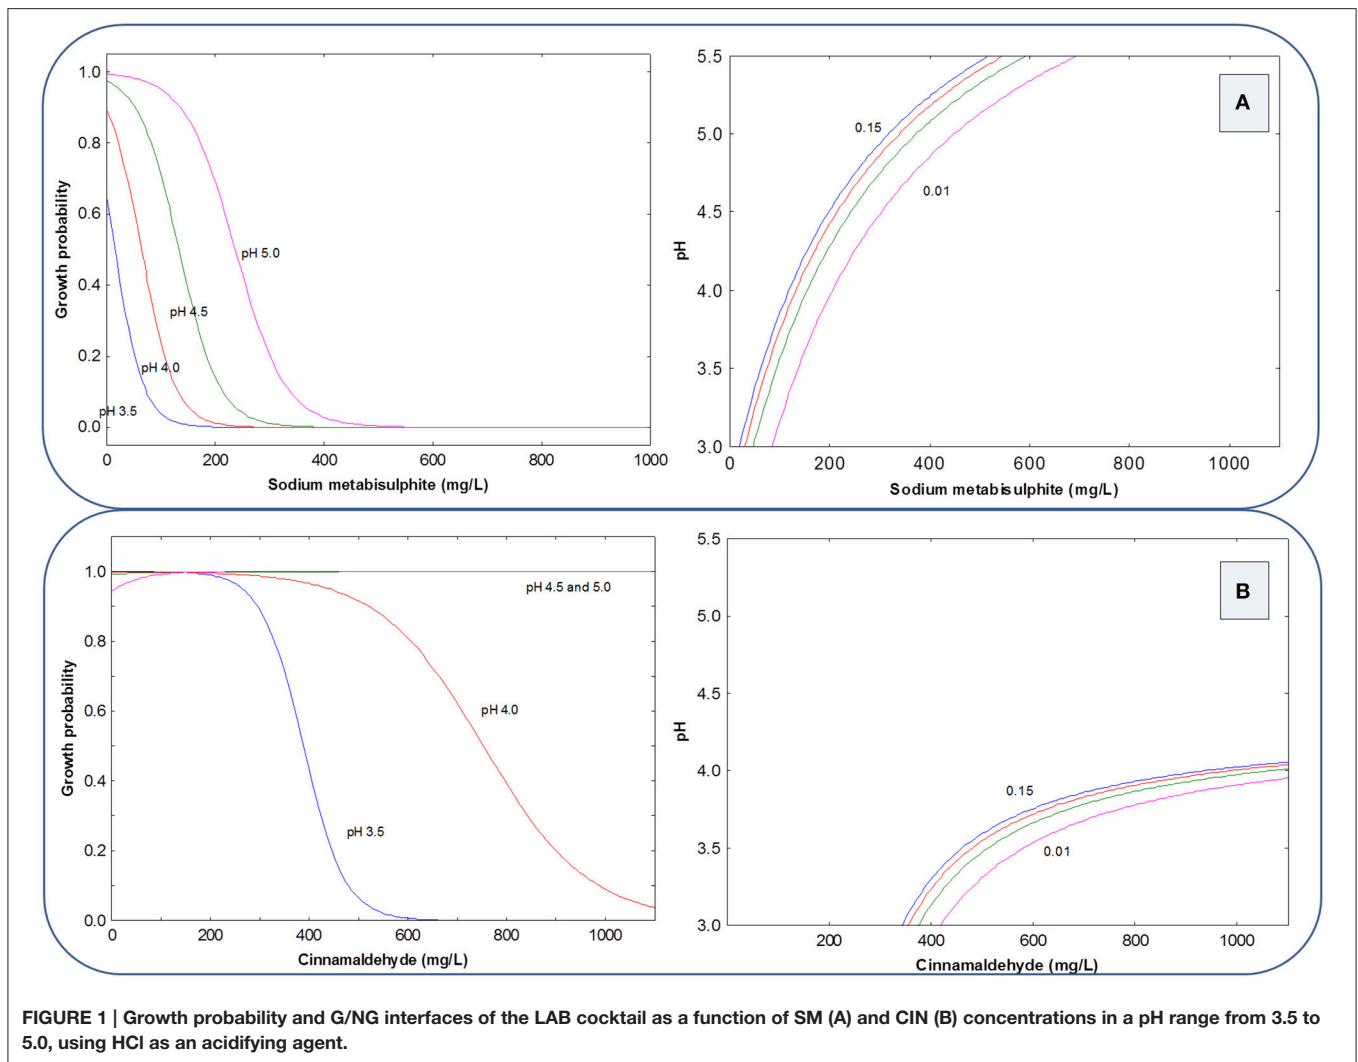 1.0
0.8
0.6
0.4
0.2
0.0
Growth probability
pH 5.0
pH 4.5
pH 4.0
pH 3.5
0
200
400
600
800
1000
Sodium metabisulphite (mg/L)
5.5
5.0
4.5
4.0
3.5
3.0
pH
A
0.15
0.01
0
200
400
600
800
1000
Sodium metabisulphite (mg/L)
1.0
0.8
0.6
0.4
0.2
0.0
Growth probability
pH 4.5 and 5.0
pH 4.0
pH 3.5
0
200
400
600
800
1000
Cinnamaldehyde (mg/L)
5.5
5.0
4.5
4.0
3.5
3.0
pH
B
0.15
0.01
200
400
600
800
1000
Cinnamaldehyde (mg/L)
FIGURE 1 | Growth probability and G/NG interfaces of the LAB cocktail as a function of SM (A) and CIN (B) concentrations in a pH range from 3.5 to
5.0, using HCl as an acidifying agent.